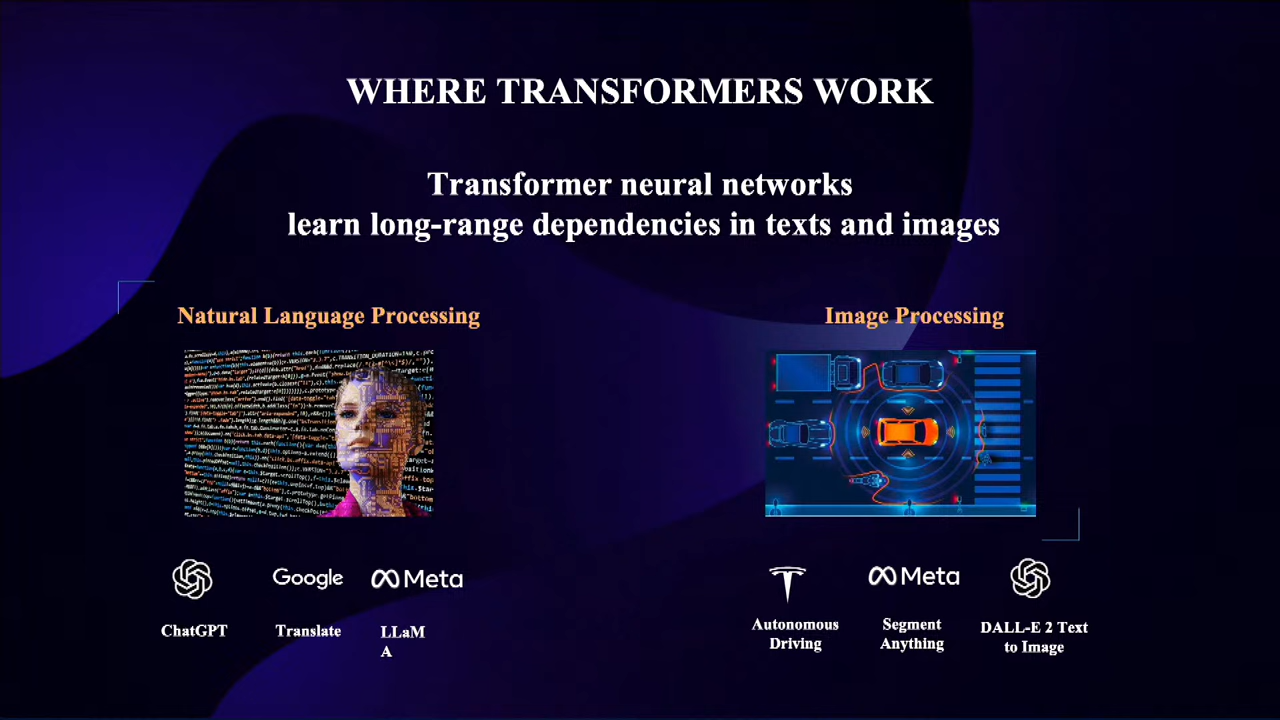 WHERE TRANSFORMERS WORK
Transformer neural networks
learn long-range dependencies in texts and images
Natural Language Processing
Image Processing
Google
Meta
Meta
ChatGPT
Translate
LLaM
A
Autonomous
Driving
Segment
Anything
DALL-E 2 Text
to Image